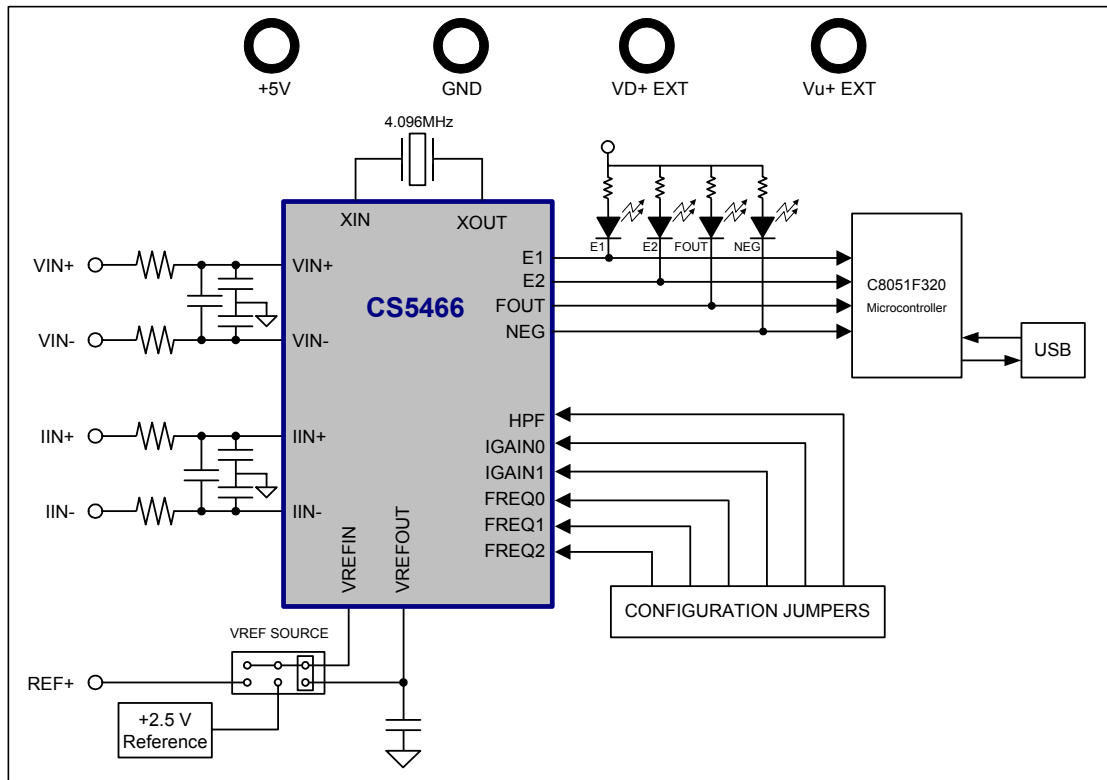 +5V
GND
VD+ EXT
Vu+ EXT
4.096MHz
XIN
XOUT
E1
E2
FOUT
NEG
VIN+
VIN+
E1
E2
FOUT
NEG
CS5466
C8051F320
Microcontroller
VIN-
VIN-
USB
HPF
IIN+
IIN+
IGAIN0
IGAIN1
FREQ0
IIN-
IIN-
FREQ1
FREQ2
VREFIN
VREFOUT
CONFIGURATION JUMPERS
VREF SOURCE
REF+
+2.5 V
Reference